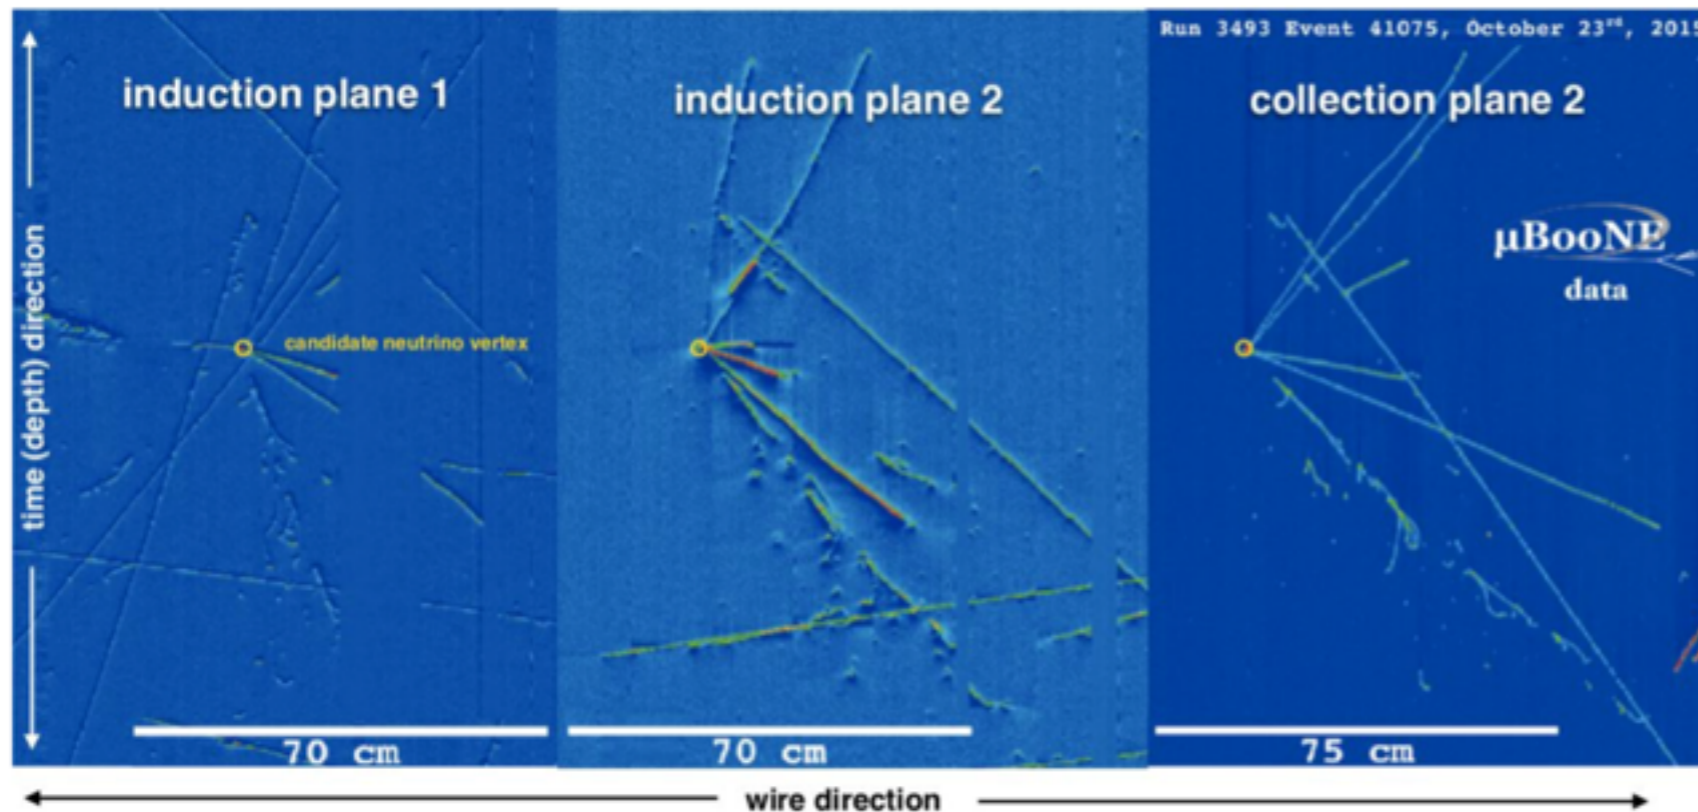 Run 3493 Event 41075, October 23rd, 2015
induction plane 1
induction plane 2
collection plane 2
time (depth) direction
candidate neutrino vertex
μBooNE
data
70 cm
70 cm
75 cm
wire direction